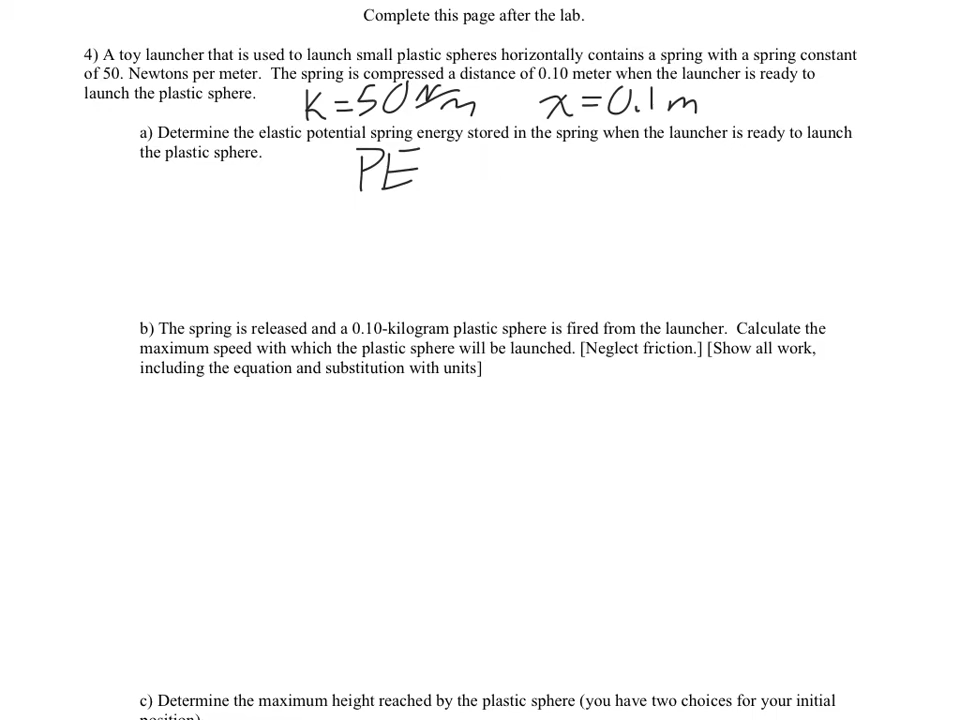 Complete this page after the lab.
4) A toy launcher that is used to launch small plastic spheres horizontally contains a spring with a spring constant
of 50. Newtons per meter. The spring is compressed a distance of 0.10 meter when the launcher is ready to
launch the plastic sphere.
K=50 N/m x=0.1m
a) Determine the elastic potential spring energy stored in the spring when the launcher is ready to launch
the plastic sphere.
PE
b) The spring is released and a 0.10-kilogram plastic sphere is fired from the launcher. Calculate the
maximum speed with which the plastic sphere will be launched. [Neglect friction.] [Show all work,
including the equation and substitution with units]
c) Determine the maximum height reached by the plastic sphere (you have two choices for your initial
position)